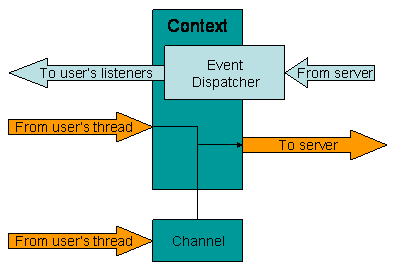 Context
Event
Dispatcher
To user's listeners
From server
From user's thread
To server
From user's thread
Channel